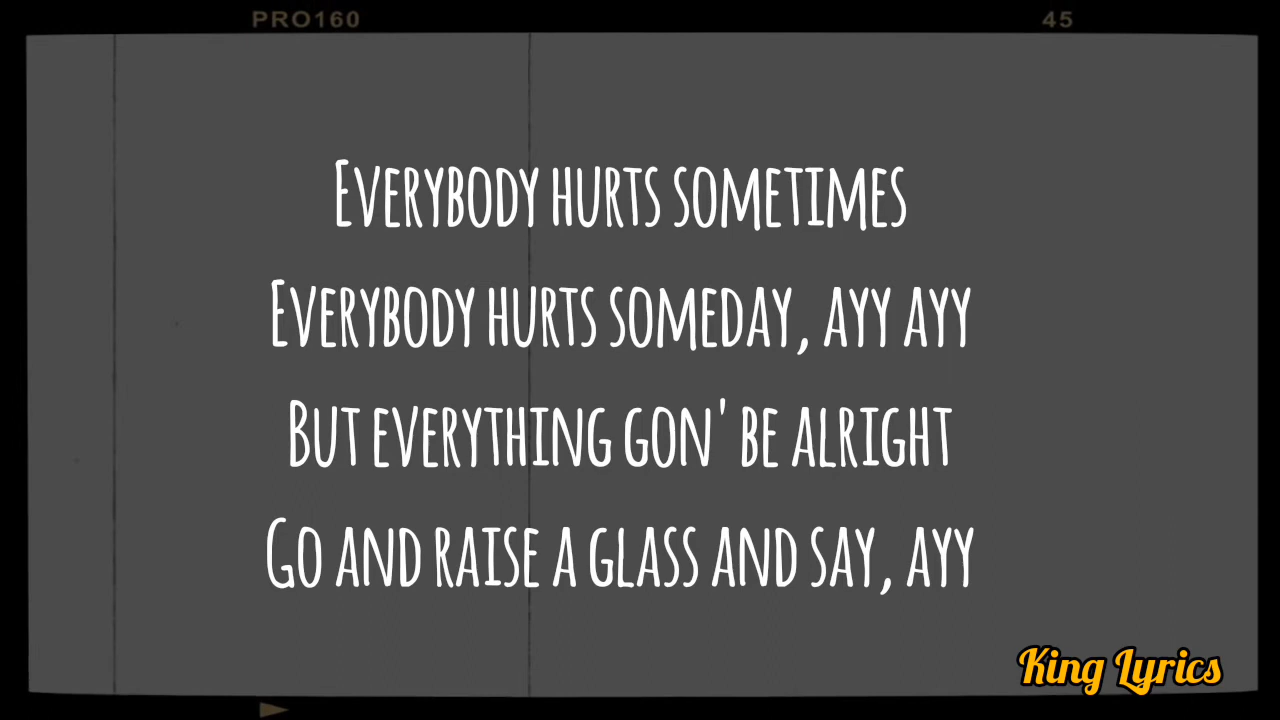 PRO160 45
Everybody hurts sometimes
Everybody hurts someday, ayy ayy
But everything gon' be alright
Go and raise a glass and say, ayy
King Lyrics